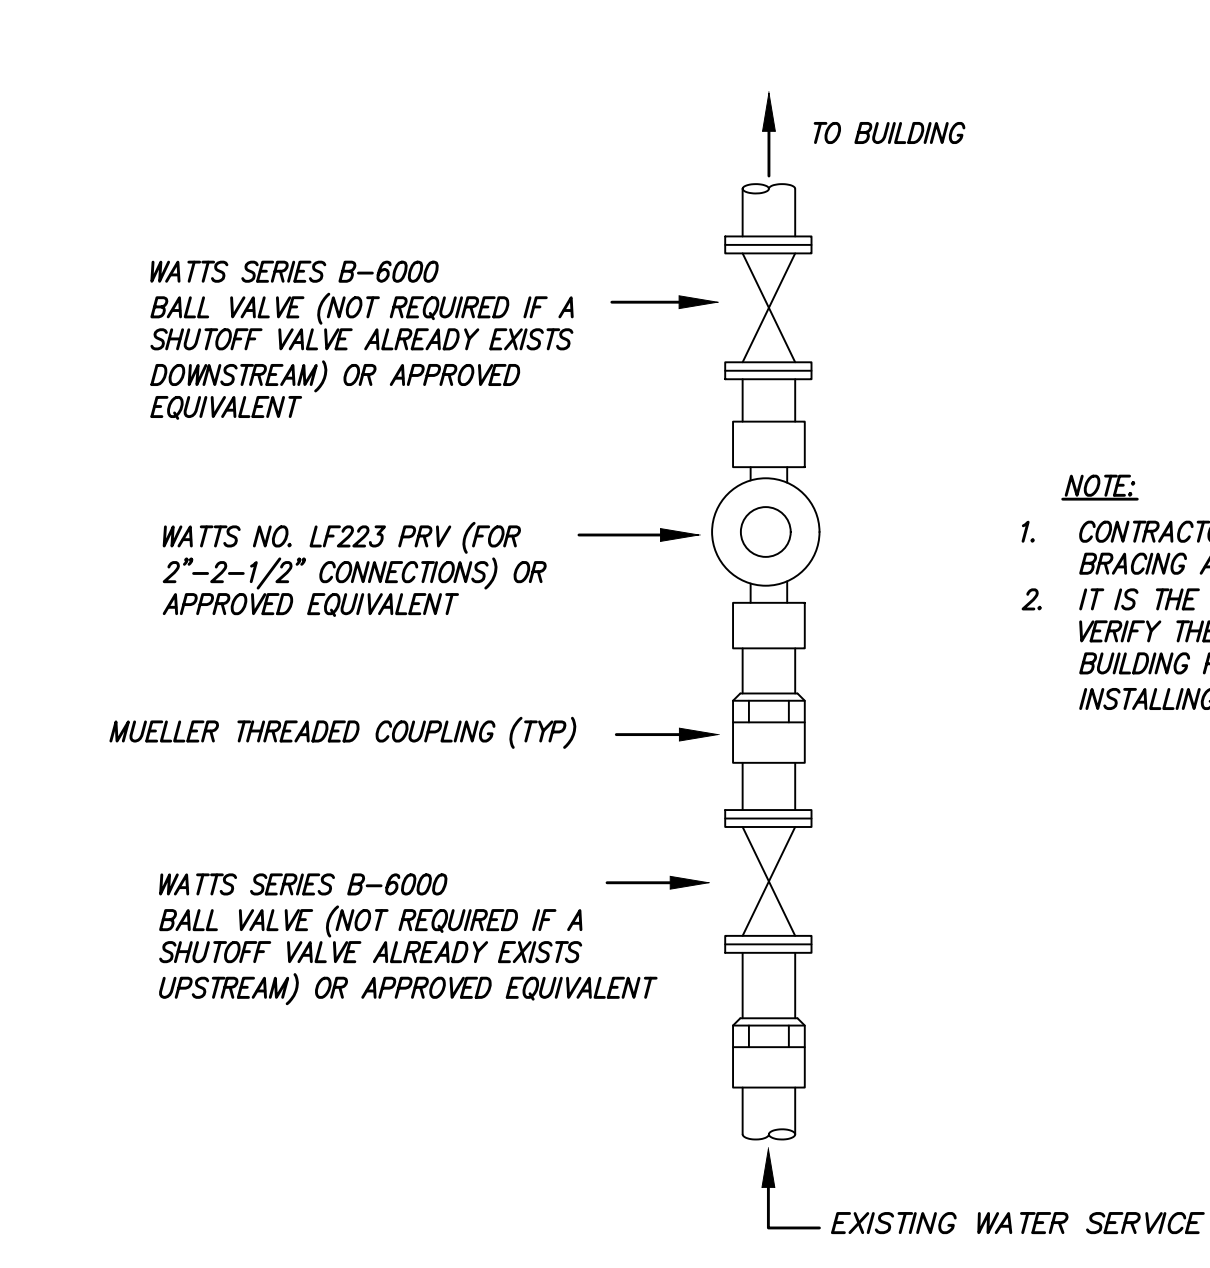 TO BUILDING
WATTS SERIES B-6000
BALL VALVE (NOT REQUIRED IF A
SHUTOFF VALVE ALREADY EXISTS
DOWNSTREAM) OR APPROVED
EQUIVALENT
WATTS NO. LF223 PRV (FOR
2"-2-1/2" CONNECTIONS) OR
APPROVED EQUIVALENT
MUELLER THREADED COUPLING (TYP)
WATTS SERIES B-6000
BALL VALVE (NOT REQUIRED IF A
SHUTOFF VALVE ALREADY EXISTS
UPSTREAM) OR APPROVED EQUIVALENT
EXISTING WATER SERVICE
NOTE:
1.
BRACING
2. IT IS THE
VERIFY
BUILDING